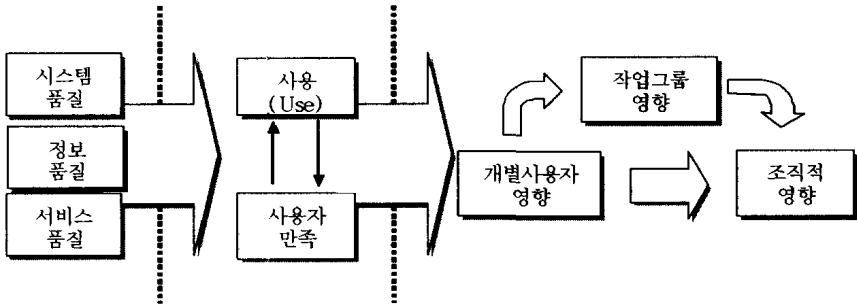 시스템
품질
정보
품질
서비스
품질
사용
(Use)
사용자
만족
개별사용자
영향
작업그룹
영향
조직적
영향